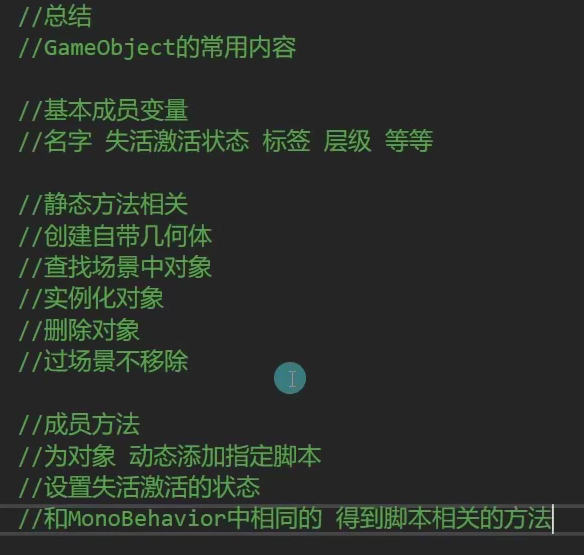 //总结
//GameObject的常用内容
//基本成员变量
//名字 失活激活状态 标签 层级 等等
//静态方法相关
//创建自带几何体
//查找场景中对象
//实例化对象
//删除对象
//过场景不移除
//成员方法
//为对象 动态添加指定脚本
//设置失活激活的状态
//和MonoBehavior中相同的 得到脚本相关的方法